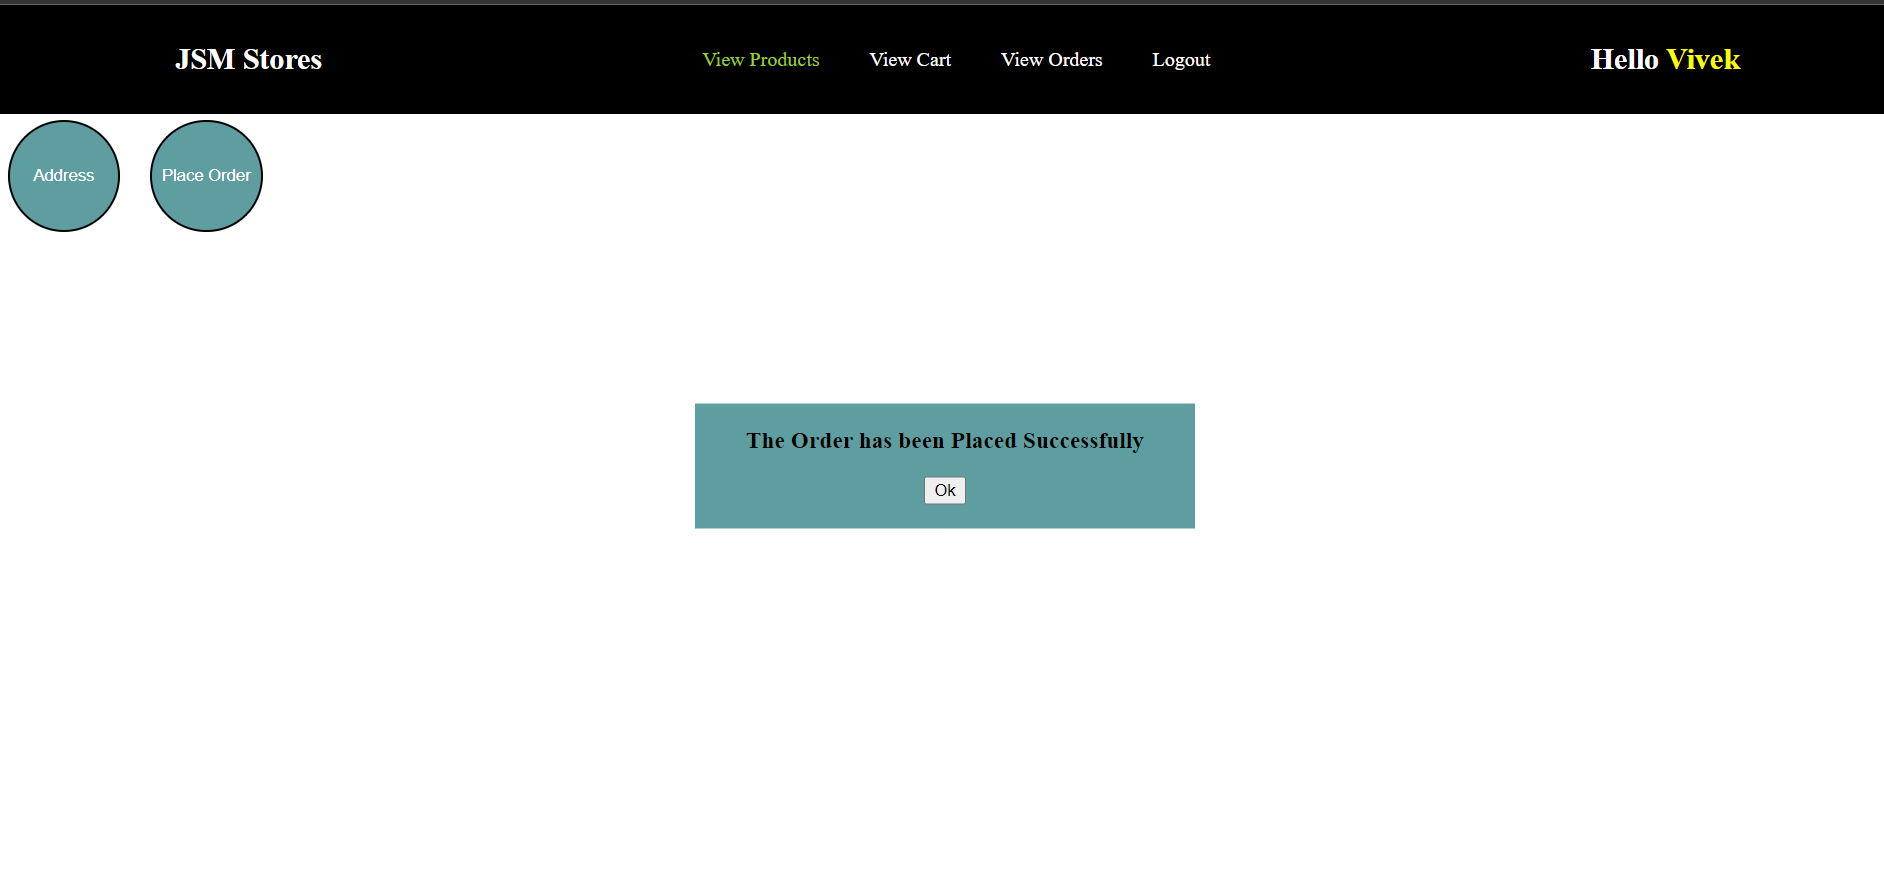 JSM Stores View Products View Cart View Orders Logout Hello Vivek
Address Place Order
The Order has been Placed Successfully
Ok